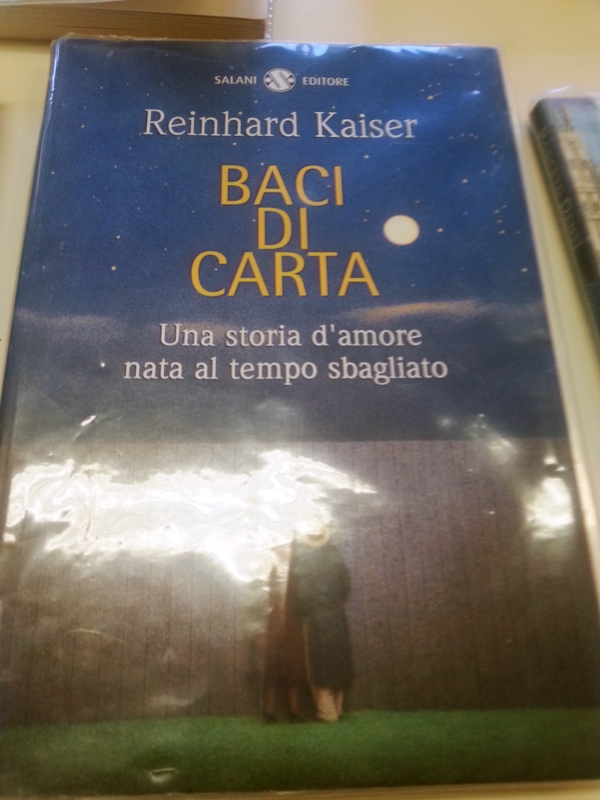 SALANI EDITORE
Reinhard Kaiser
BACI
DI
CARTA
Una storia d'amore
nata al tempo sbagliato